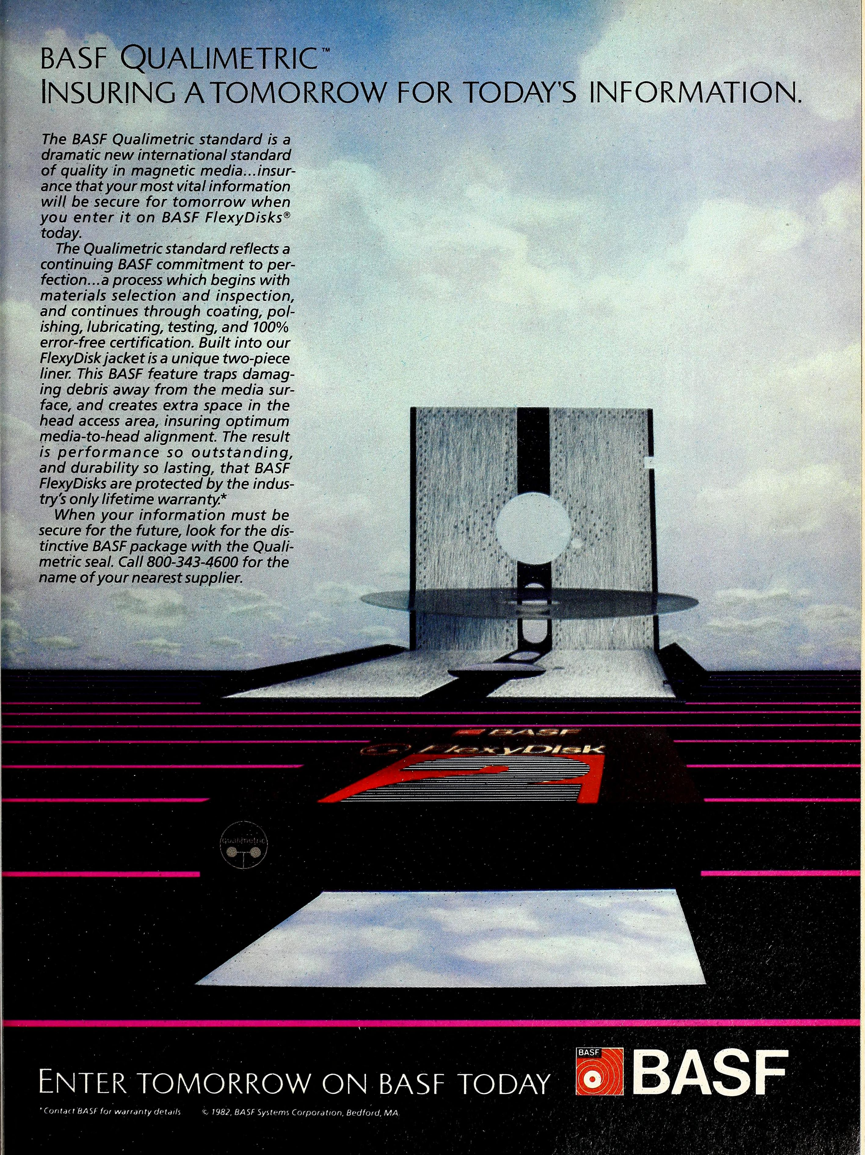 BASF QUALIMETRIC™
INSURING A TOMORROW FOR TODAY'S INFORMATION.
The BASF Qualimetric standard is a
dramatic new international standard
of quality in magnetic media...insur-
ance that your most vital information
will be secure for tomorrow when
you enter it on BASF FlexyDisks®
today.
The Qualimetric standard reflects a
continuing BASF commitment to per-
fection...a process which begins with
materials selection and inspection,
and continues through coating, pol-
ishing, lubricating, testing, and 100%
error-free certification. Built into our
FlexyDisk jacket is a unique two-piece
liner. This BASF feature traps damag-
ing debris away from the media sur-
face, and creates extra space in the
head access area, insuring optimum
media-to-head alignment. The result
is performance so outstanding,
and durability so lasting, that BASF
FlexyDisks are protected by the indus-
try's only lifetime warranty.*
When your information must be
secure for the future, look for the dis-
tinctive BASF package with the Quali-
metric seal. Call 800-343-4600 for the
name of your nearest supplier.
BASF
FlexyDisk
qualimetric
ENTER TOMORROW ON BASF TODAY
BASF
BASF
*Contact BASF for warranty details
© 1982, BASF Systems Corporation, Bedford, MA.